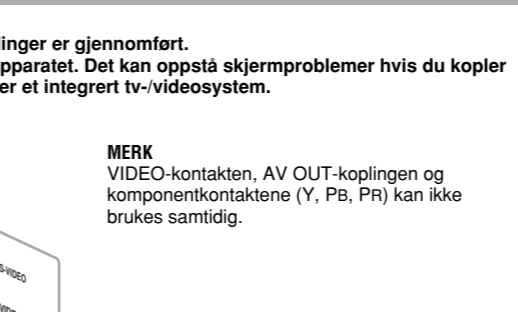 linger er gjennomført.
pparatet. Det kan oppstå skjermproblemer hvis du kopler
er et integrert tv-/videosystem.
MERK
VIDEO-kontakten, AV OUT-koplingen og
komponentkontaktene (Y, PB, PR) kan ikke
brukes samtidig.
S-VIDEO